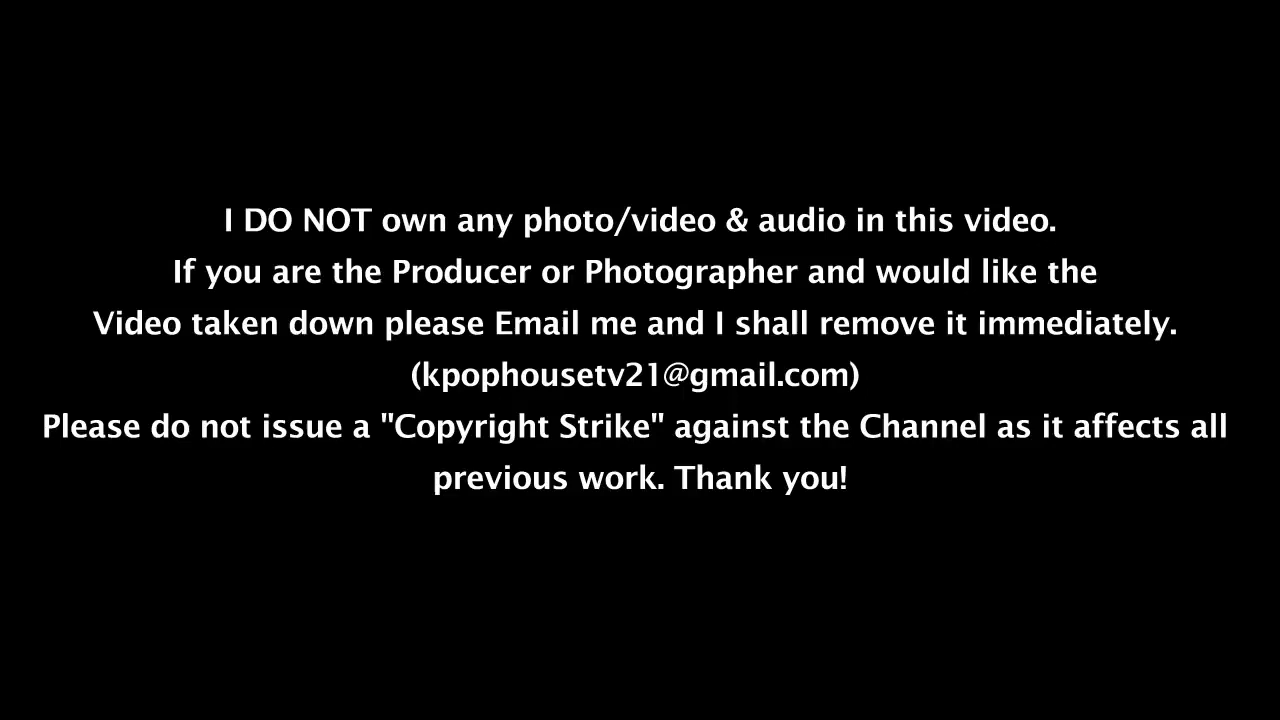 I DO NOT own any photo/video & audio in this video.
If you are the Producer or Photographer and would like the
Video taken down please Email me and I shall remove it immediately.
(kpophousetv21@gmail.com)
Please do not issue a "Copyright Strike" against the Channel as it affects all
previous work. Thank you!